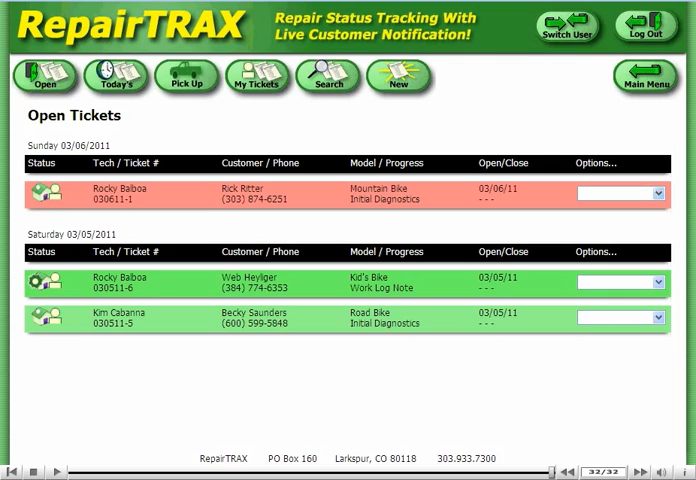 RepairTRAX
Repair Status Tracking With
Live Customer Notification!
Switch User
Log Out
Open
Today's
Pick Up
My Tickets
Search
New
Main Menu
Open Tickets
Sunday 03/06/2011
Status Tech / Ticket # Customer / Phone Model / Progress Open/Close Options...
Rocky Balboa Rick Ritter Mountain Bike 03/06/11
030611-1 (303) 874-6251 Initial Diagnostics - - -
Saturday 03/05/2011
Status Tech / Ticket # Customer / Phone Model / Progress Open/Close Options...
Rocky Balboa Web Heyliger Kid's Bike 03/05/11
030511-6 (384) 774-6353 Work Log Note - - -
Kim Cabanna Becky Saunders Road Bike 03/05/11
030511-5 (600) 599-5848 Initial Diagnostics - - -
RepairTRAX PO Box 160 Larkspur, CO 80118 303.933.7300
32/32
i